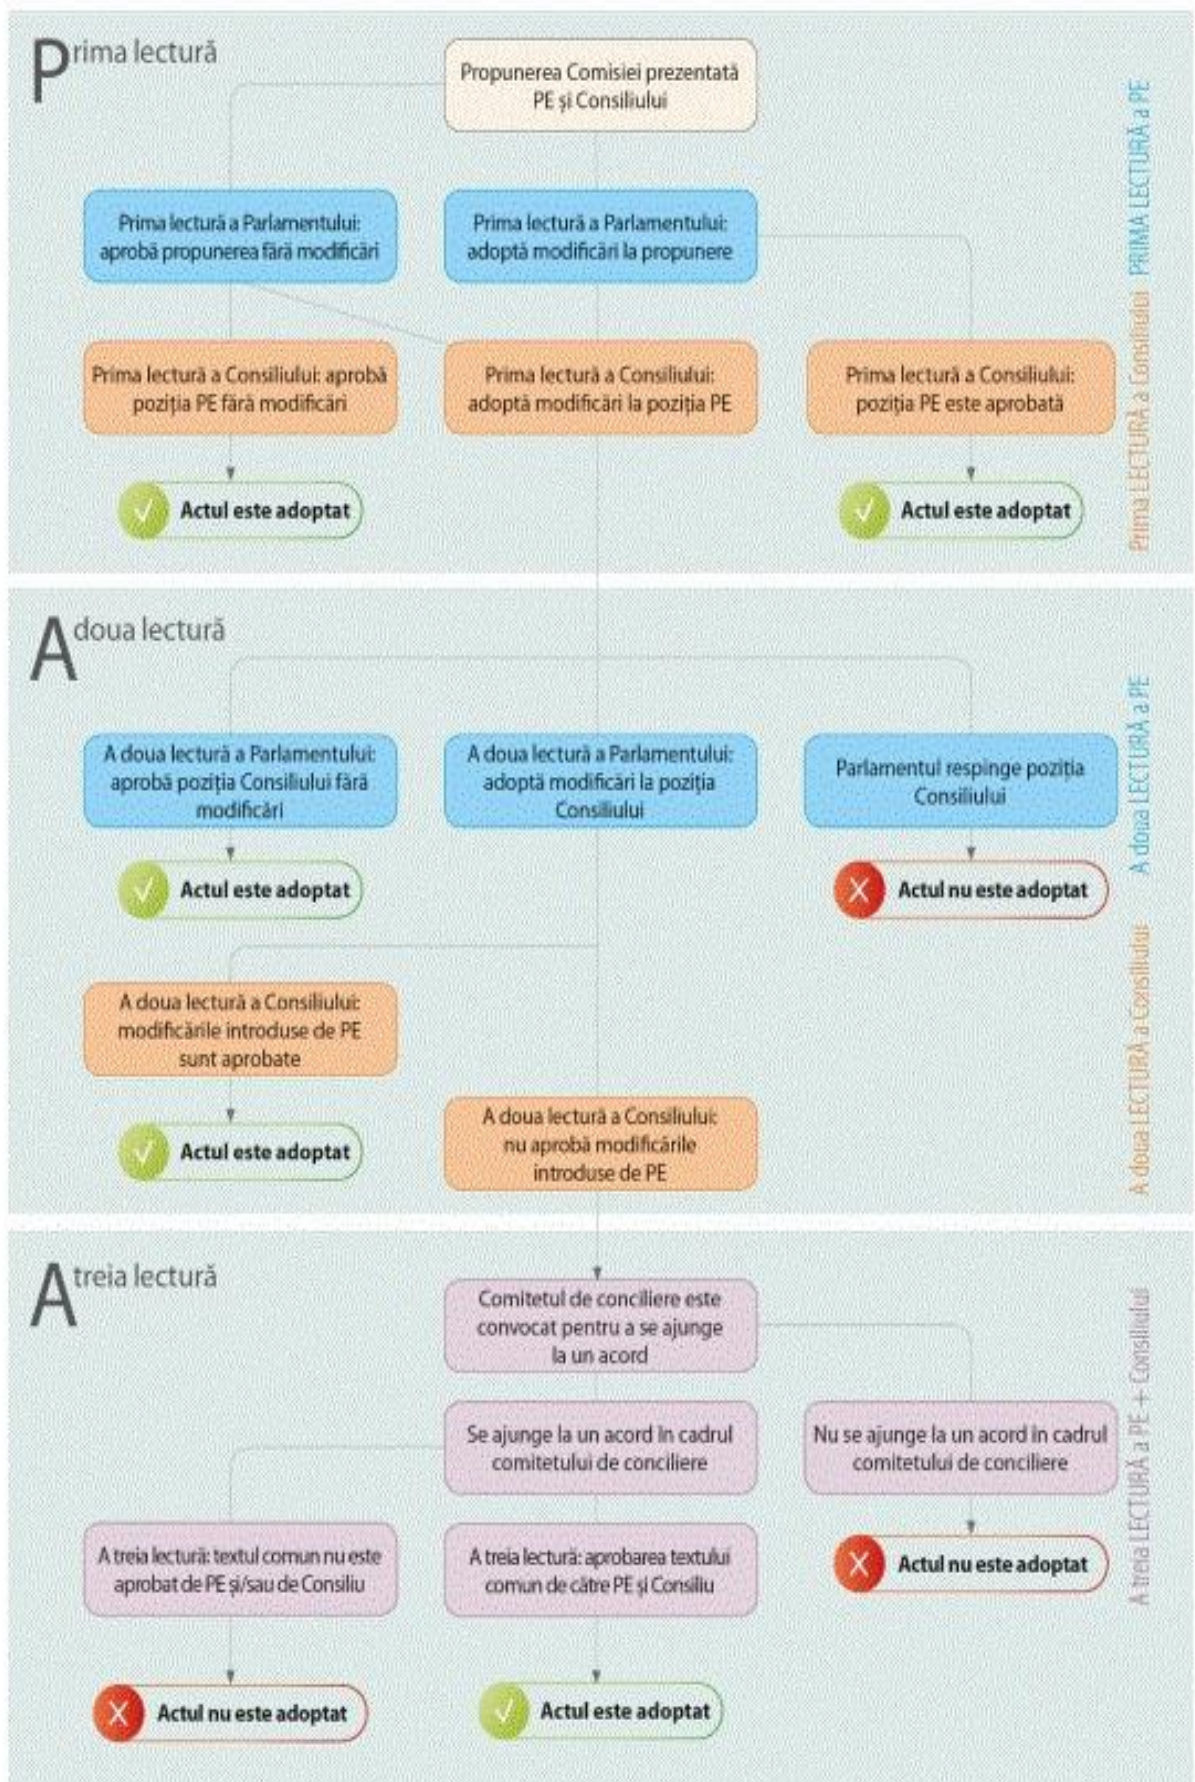 Prima lectură
Propunerea Comisiei prezentată
PE și Consiliului
PRIMA LECTURĂ a PE
Prima lectură a Parlamentului:
aprobă propunerea fără modificări
Prima lectură a Parlamentului:
adoptă modificări la propunere
Prima lectură a Consiliului: aprobă
poziția PE fără modificări
Prima lectură a Consiliului:
adoptă modificări la poziția PE
Prima lectură a Consiliului:
poziția PE este aprobată
Prima LECTURĂ a Consiliului
Actul este adoptat
Actul este adoptat
A doua lectură
A doua lectură a Parlamentului:
aprobă poziția Consiliului fără
modificări
A doua lectură a Parlamentului:
adoptă modificări la poziția
Consiliului
Parlamentul respinge poziția
Consiliului
A doua LECTURĂ a PE
Actul este adoptat
Actul nu este adoptat
A doua lectură a Consiliului:
modificările introduse de PE
sunt aprobate
A doua LECTURĂ a Consiliului
Actul este adoptat
A doua lectură a Consiliului:
nu aprobă modificările
introduse de PE
A treia lectură
Comitetul de conciliere este
convocat pentru a se ajunge
la un acord
A treia LECTURĂ a PE + Consiliului
Se ajunge la un acord în cadrul
comitetului de conciliere
Nu se ajunge la un acord în cadrul
comitetului de conciliere
A treia lectură: textul comun nu este
aprobat de PE și/sau de Consiliu
A treia lectură: aprobarea textului
comun de către PE și Consiliu
Actul nu este adoptat
Actul nu este adoptat
Actul este adoptat